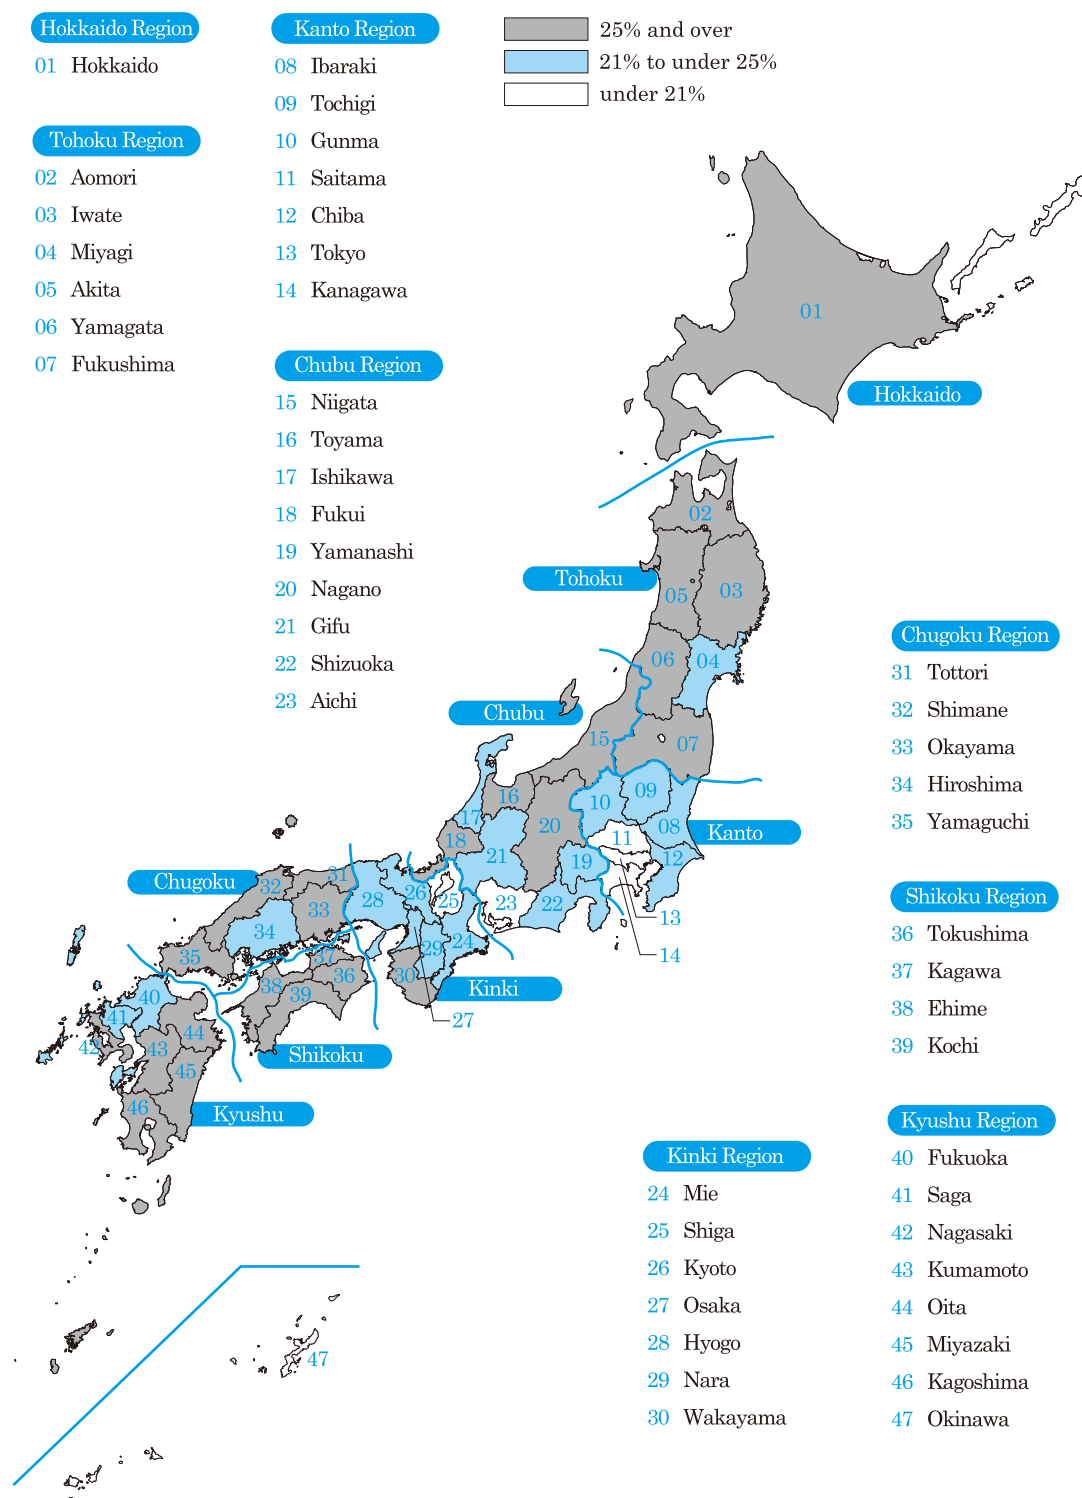 Hokkaido Region
01 Hokkaido
Tohoku Region
02 Aomori
03 Iwate
04 Miyagi
05 Akita
06 Yamagata
07 Fukushima
Kanto Region
08 Ibaraki
09 Tochigi
10 Gunma
11 Saitama
12 Chiba
13 Tokyo
14 Kanagawa
Chubu Region
15 Niigata
16 Toyama
17 Ishikawa
18 Fukui
19 Yamanashi
20 Nagano
21 Gifu
22 Shizuoka
23 Aichi
25% and over
21% to under 25%
under 21%
01
Hokkaido
02
Tohoku
05
03
06
04
Chubu
15
07
16
10
09
17
20
11
08
Kanto
18
21
19
12
Chugoku
32
31
28
26
25
23
22
33
13
34
29
24
14
35
37
36
30
38
39
Kinki
40
41
27
42
43
44
Shikoku
45
46
Kyushu
47
Chugoku Region
31 Tottori
32 Shimane
33 Okayama
34 Hiroshima
35 Yamaguchi
Shikoku Region
36 Tokushima
37 Kagawa
38 Ehime
39 Kochi
Kinki Region
24 Mie
25 Shiga
26 Kyoto
27 Osaka
28 Hyogo
29 Nara
30 Wakayama
Kyushu Region
40 Fukuoka
41 Saga
42 Nagasaki
43 Kumamoto
44 Oita
45 Miyazaki
46 Kagoshima
47 Okinawa